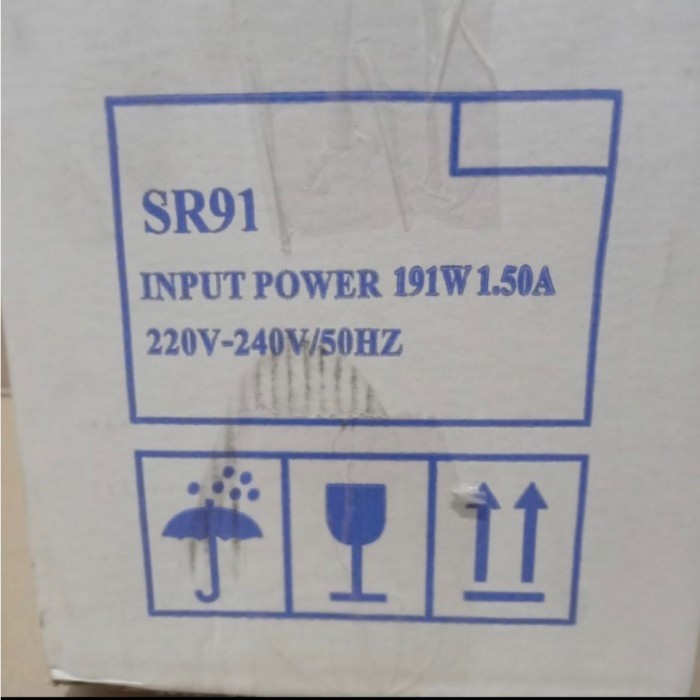 SR91
INPUT POWER 191W 1.50A
220V-240V/50HZ